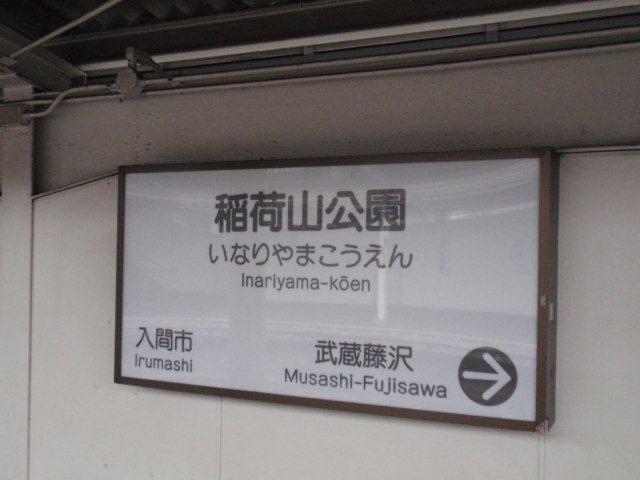 稲荷山公園
いなりやまこうえん
Inariyama-kōen
入間市
Irumashi
武蔵藤沢
Musashi-Fujisawa